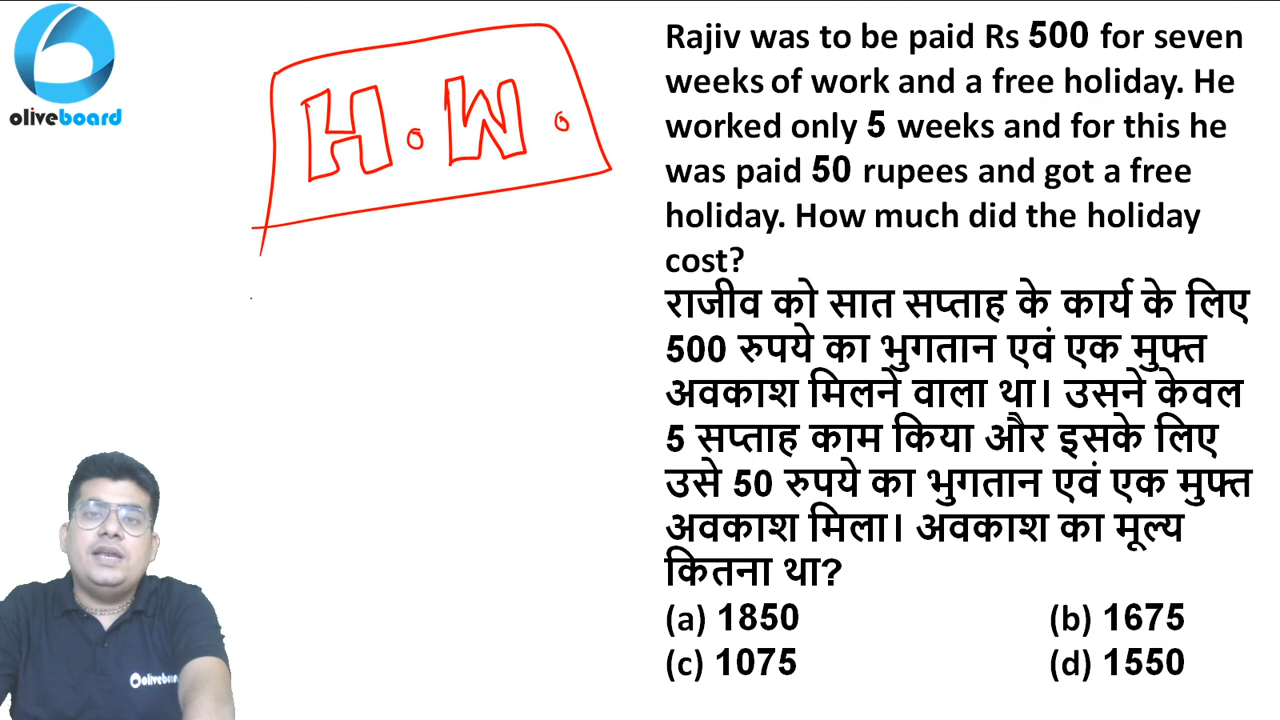 oliveboard
H.W.
Rajiv was to be paid Rs 500 for seven
weeks of work and a free holiday. He
worked only 5 weeks and for this he
was paid 50 rupees and got a free
holiday. How much did the holiday
cost?
राजीव को सात सप्ताह के कार्य के लिए
500 रुपये का भुगतान एवं एक मुफ्त
अवकाश मिलने वाला था। उसने केवल
5 सप्ताह काम किया और इसके लिए
उसे 50 रुपये का भुगतान एवं एक मुफ्त
अवकाश मिला। अवकाश का मूल्य
कितना था?
(a) 1850 (b) 1675
(c) 1075 (d) 1550
oliveboard